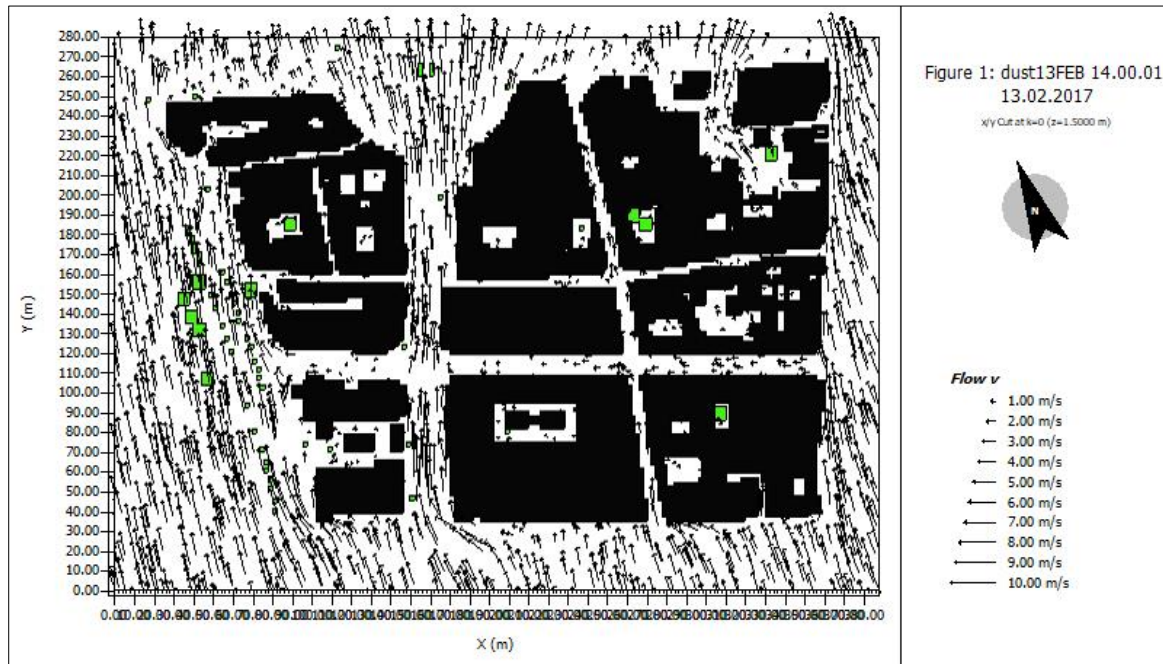 280.00
270.00
260.00
250.00
240.00
230.00
220.00
210.00
200.00
190.00
180.00
170.00
160.00
150.00
140.00
130.00
120.00
110.00
100.00
90.00
80.00
70.00
60.00
50.00
40.00
30.00
20.00
10.00
0.00
Y (m)
X (m)
Figure 1: dust13FEB 14.00.01
13.02.2017
x/y Cut at k=0 (z=1.5000 m)
N
Flow v
1.00 m/s
2.00 m/s
3.00 m/s
4.00 m/s
5.00 m/s
6.00 m/s
7.00 m/s
8.00 m/s
9.00 m/s
10.00 m/s